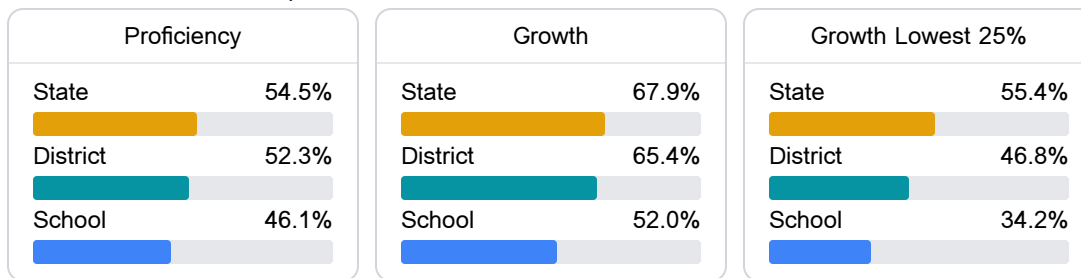 Proficiency
State 54.5%
District 52.3%
School 46.1%
Growth
State 67.9%
District 65.4%
School 52.0%
Growth Lowest 25%
State 55.4%
District 46.8%
School 34.2%